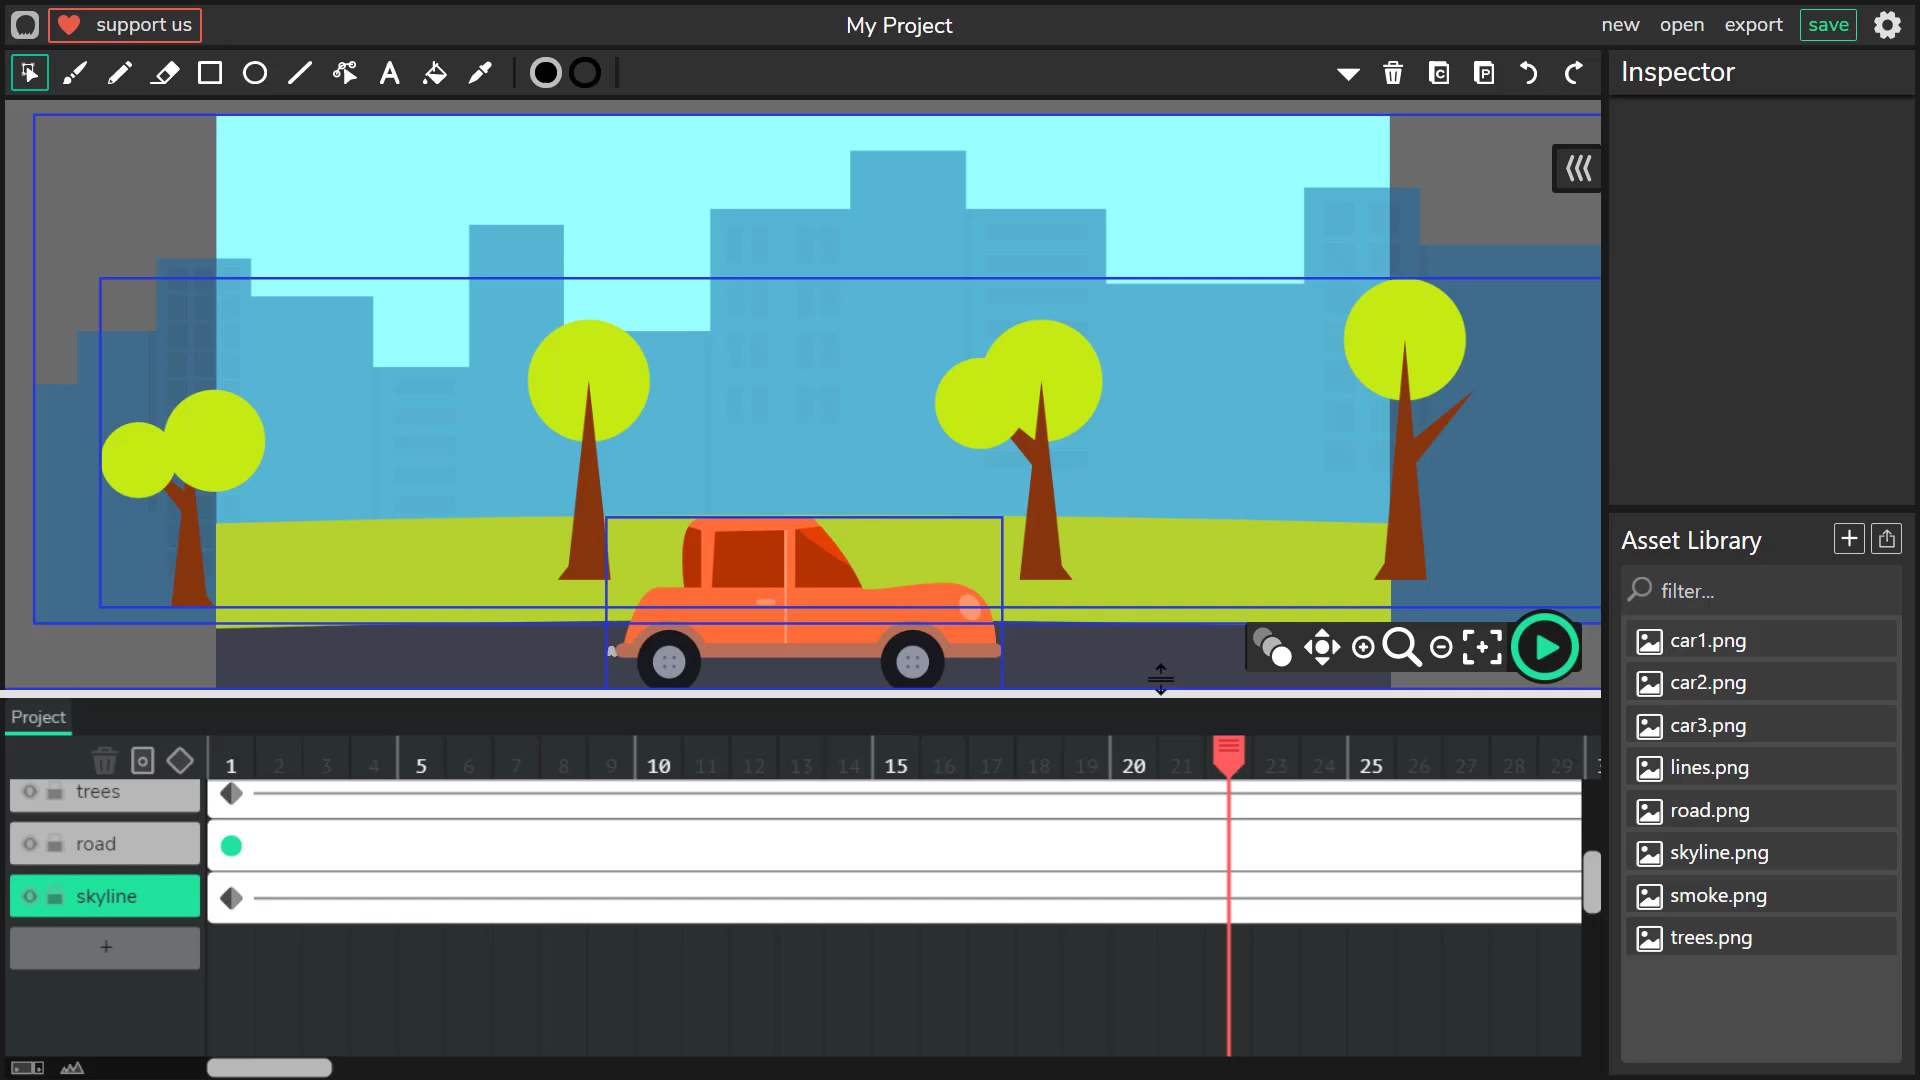 support us
My Project
new open export save
A
C P
Inspector
Asset Library
filter...
car1.png
car2.png
car3.png
lines.png
road.png
skyline.png
smoke.png
trees.png
Project
1 2 3 4 5 6 7 8 9 10 11 12 13 14 15 16 17 18 19 20 21 23 24 25 26 27 28 29
trees
road
skyline
+